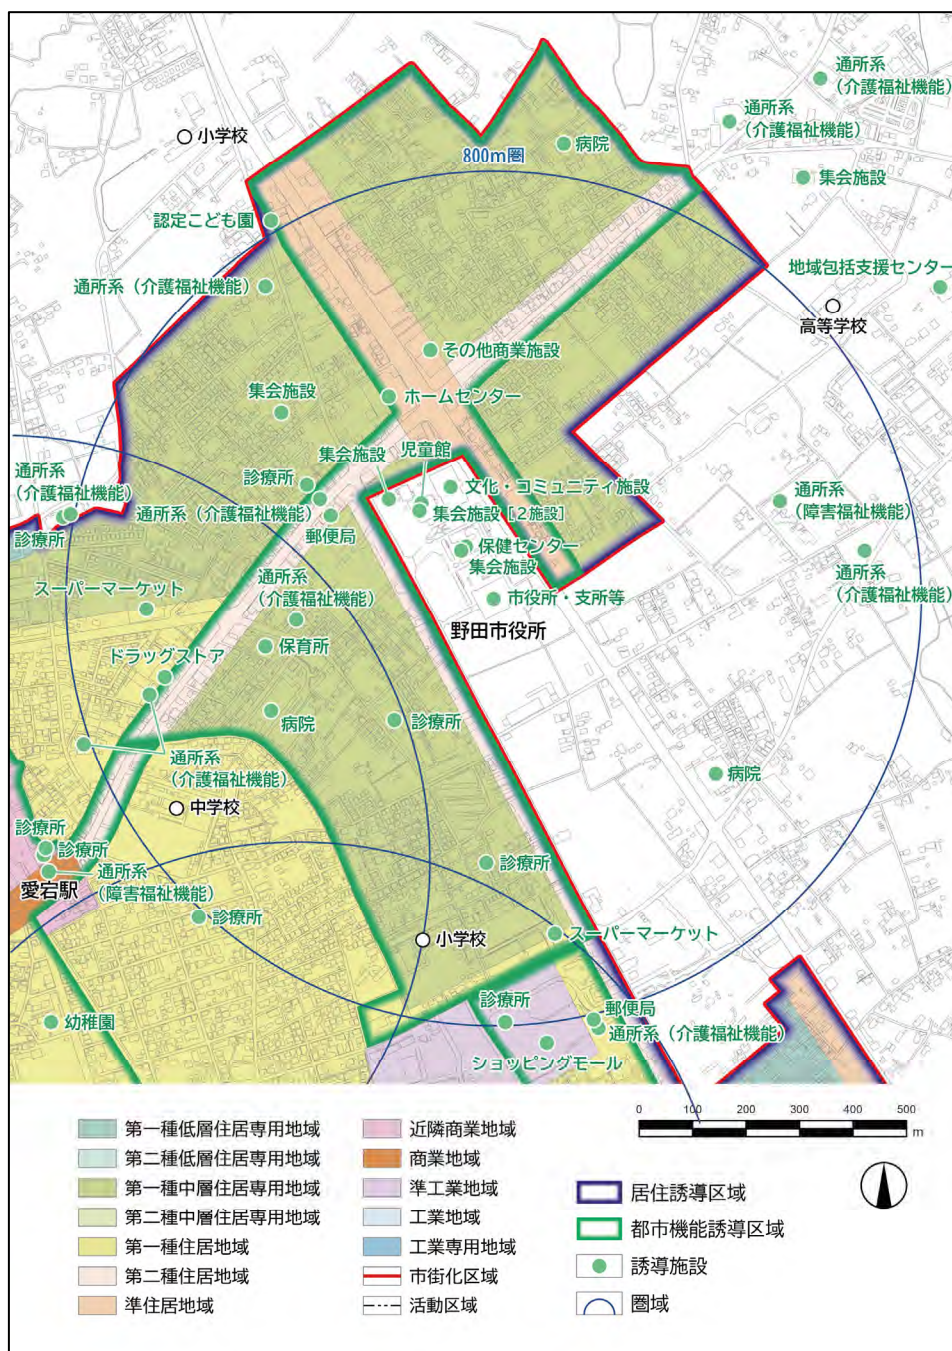 通所系
(介護福祉機能)
通所系
(介護福祉機能)
小学校
病院
800m圏
集会施設
認定こども園
地域包括支援センター
通所系（介護福祉機能）
高等学校
その他商業施設
ホームセンター
集会施設
児童館
集会施設
通所系
(介護福祉機能)
診療所
文化・コミュニティ施設
診療所
通所系(介護福祉機能)
集会施設［2施設］
通所系
(障害福祉機能)
郵便局
保健センター
集会施設
通所系
(介護福祉機能)
通所系
(介護福祉機能)
スーパーマーケット
市役所・支所等
野田市役所
保育所
ドラッグストア
病院
診療所
通所系
(介護福祉機能)
病院
中学校
診療所
診療所
通所系
(障害福祉機能)
愛宕駅
診療所
診療所
小学校
スーパーマーケット
幼稚園
診療所
郵便局
通所系（介護福祉機能）
ショッピングモール
0 100 200 300 400 500
m
第一種低層住居専用地域
第二種低層住居専用地域
第一種中層住居専用地域
第二種中層住居専用地域
第一種住居地域
第二種住居地域
準住居地域
近隣商業地域
商業地域
準工業地域
工業地域
工業専用地域
市街化区域
活動区域
居住誘導区域
都市機能誘導区域
誘導施設
圏域